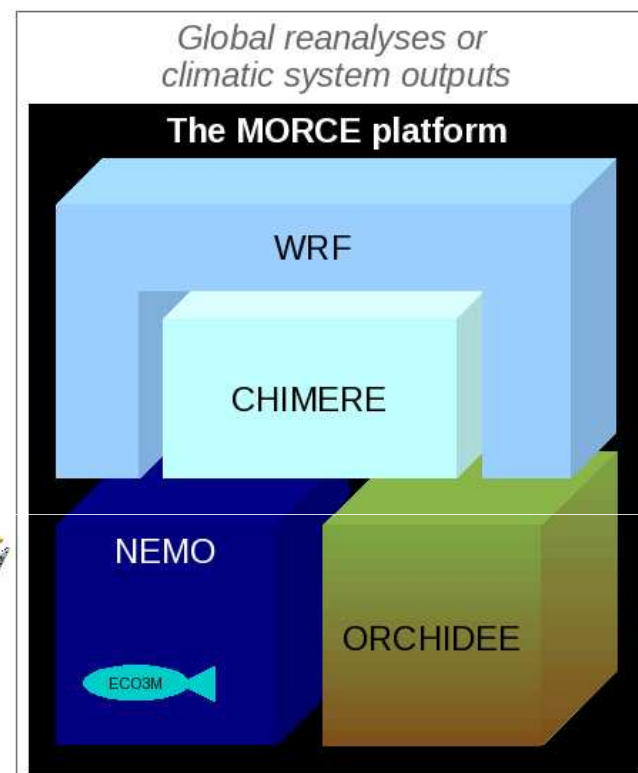 Global reanalyses or
climatic system outputs
The MORCE platform
WRF
CHIMERE
NEMO
ORCHIDEE
ECO3M